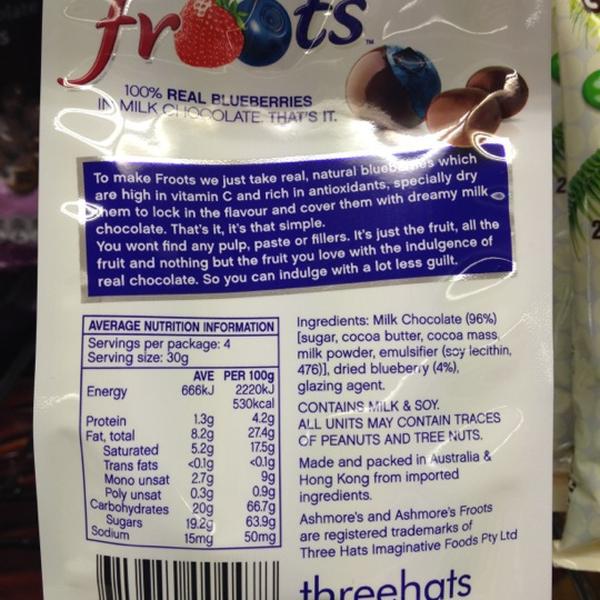 fr ts™
100% REAL BLUEBERRIES
IN MILK CHOCOLATE. THAT'S IT.
To make Froots we just take real, natural blueberries which
are high in vitamin C and rich in antioxidants, specially dry
them to lock in the flavour and cover them with dreamy milk
chocolate. That's it, it's that simple.
You wont find any pulp, paste or fillers. It's just the fruit, all the
fruit and nothing but the fruit you love with the indulgence of
real chocolate. So you can indulge with a lot less guilt.
AVERAGE NUTRITION INFORMATION
Servings per package: 4
Serving size: 30g
AVE PER 100g
Energy 666kJ 2220kJ
530kcal
Protein 1.3g 4.2g
Fat, total 8.2g 27.4g
Saturated 5.2g 17.5g
Trans fats <0.1g <0.1g
Mono unsat 2.7g 9g
Poly unsat 0.3g 0.9g
Carbohydrates 20g 66.7g
Sugars 19.2g 63.9g
Sodium 15mg 50mg
Ingredients: Milk Chocolate (96%)
[sugar, cocoa butter, cocoa mass,
milk powder, emulsifier (soy lecithin,
476)], dried blueberry (4%),
glazing agent.
CONTAINS MILK & SOY.
ALL UNITS MAY CONTAIN TRACES
OF PEANUTS AND TREE NUTS.
Made and packed in Australia &
Hong Kong from imported
ingredients.
Ashmore's and Ashmore's Froots
are registered trademarks of
Three Hats Imaginative Foods Pty Ltd
threehats